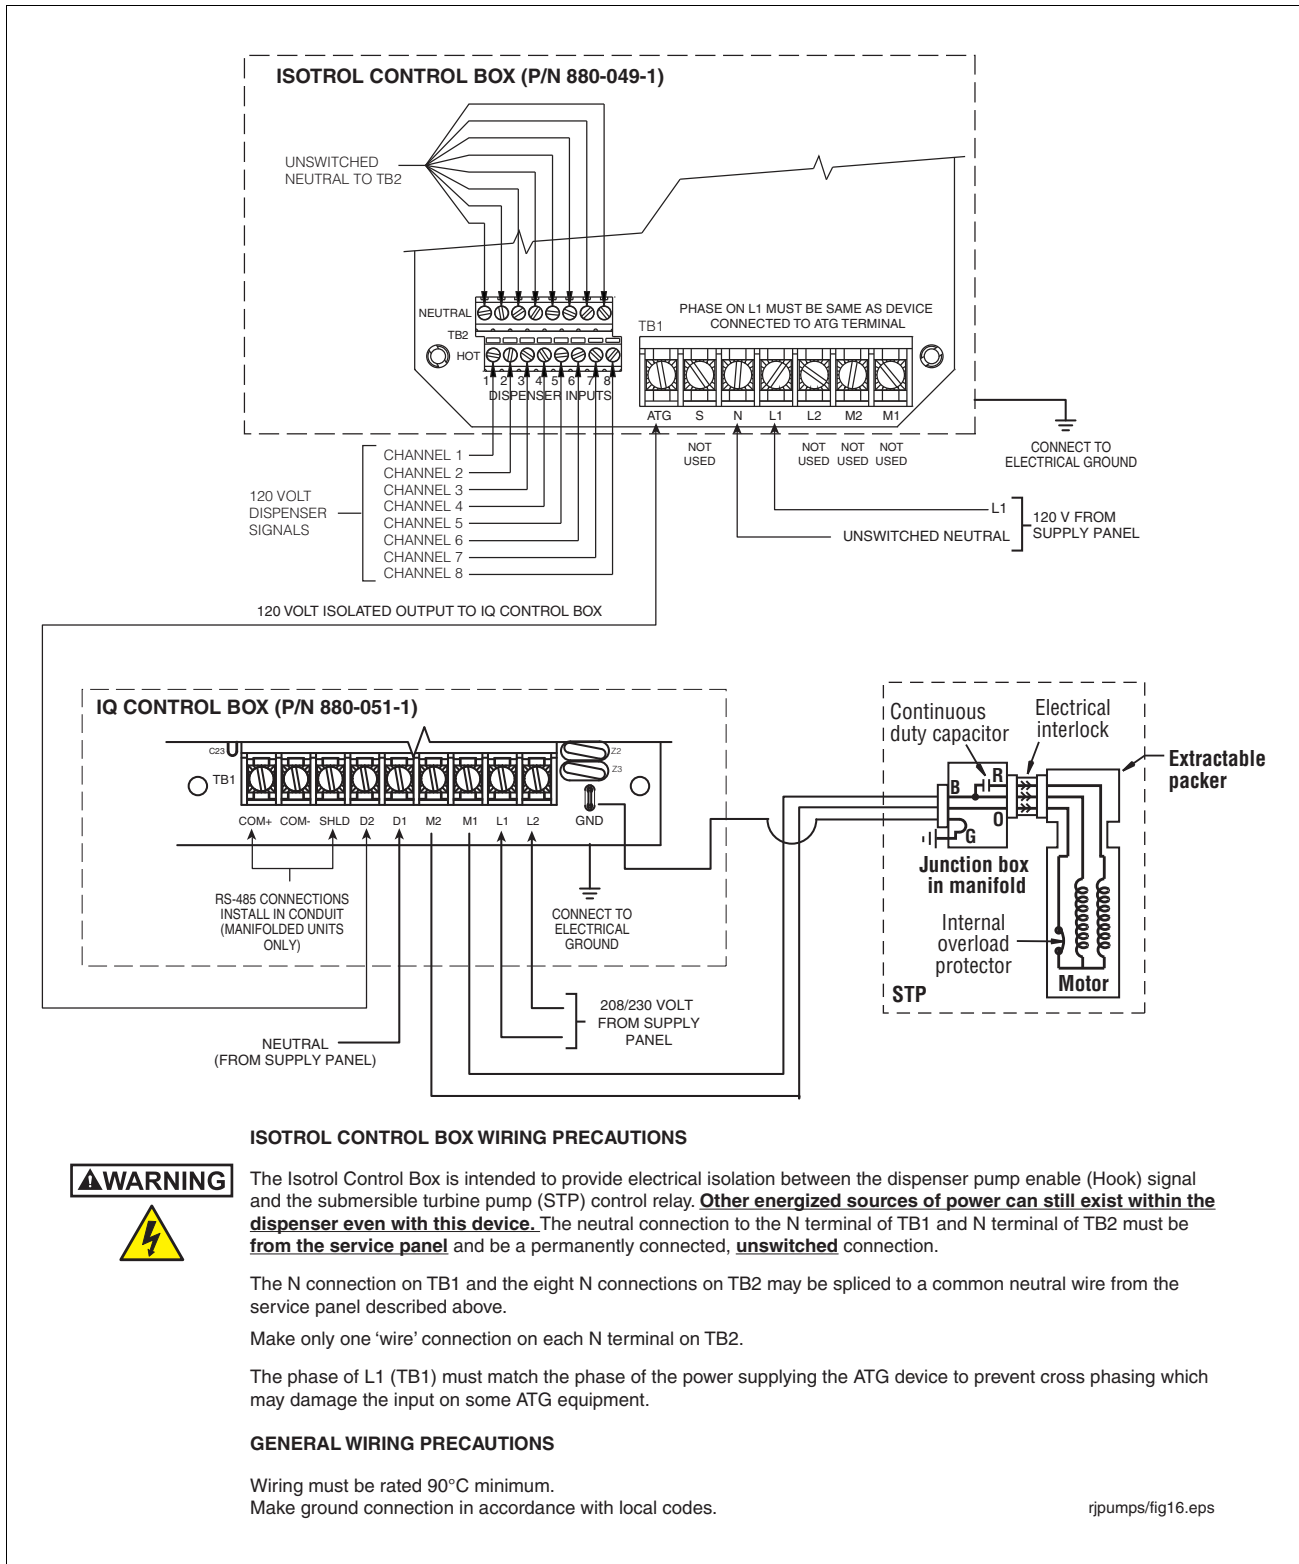 ISOTROL CONTROL BOX (P/N 880-049-1)
UNSWITCHED
NEUTRAL TO TB2
NEUTRAL
TB2
HOT
1 2 3 4 5 6 7 8
DISPENSER INPUTS
PHASE ON L1 MUST BE SAME AS DEVICE
CONNECTED TO ATG TERMINAL
TB1
ATG S N L1 L2 M2 M1
NOT
USED
NOT
USED
NOT
USED
NOT
USED
CONNECT TO
ELECTRICAL GROUND
120 VOLT
DISPENSER
SIGNALS
CHANNEL 1
CHANNEL 2
CHANNEL 3
CHANNEL 4
CHANNEL 5
CHANNEL 6
CHANNEL 7
CHANNEL 8
L1
UNSWITCHED NEUTRAL
120 V FROM
SUPPLY PANEL
120 VOLT ISOLATED OUTPUT TO IQ CONTROL BOX
IQ CONTROL BOX (P/N 880-051-1)
C23
Z2
Z3
TB1
COM+ COM- SHLD D2 D1 M2 M1 L1 L2 GND
RS-485 CONNECTIONS
INSTALL IN CONDUIT
(MANIFOLDED UNITS
ONLY)
CONNECT TO
ELECTRICAL
GROUND
208/230 VOLT
FROM SUPPLY
PANEL
NEUTRAL
(FROM SUPPLY PANEL)
Continuous
duty capacitor
Electrical
interlock
Extractable
packer
B
R
O
G
Junction box
in manifold
Internal
overload
protector
Motor
STP
ISOTROL CONTROL BOX WIRING PRECAUTIONS
WARNING
The Isotrol Control Box is intended to provide electrical isolation between the dispenser pump enable (Hook) signal
and the submersible turbine pump (STP) control relay. Other energized sources of power can still exist within the
dispenser even with this device. The neutral connection to the N terminal of TB1 and N terminal of TB2 must be
from the service panel and be a permanently connected, unswitched connection.
The N connection on TB1 and the eight N connections on TB2 may be spliced to a common neutral wire from the
service panel described above.
Make only one ‘wire’ connection on each N terminal on TB2.
The phase of L1 (TB1) must match the phase of the power supplying the ATG device to prevent cross phasing which
may damage the input on some ATG equipment.
GENERAL WIRING PRECAUTIONS
Wiring must be rated 90°C minimum.
Make ground connection in accordance with local codes.
rjpumps/fig16.eps